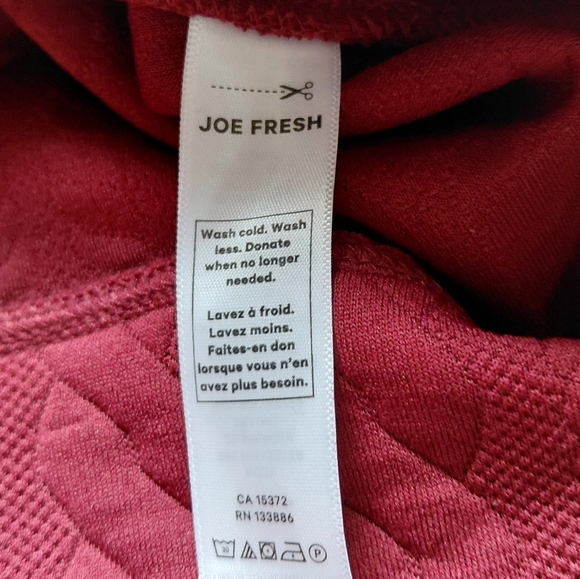 JOE FRESH
Wash cold. Wash
less. Donate
when no longer
needed.
Lavez à froid.
Lavez moins.
Faites-en don
lorsque vous n'en
avez plus besoin.
CA 15372
RN 133886
30
P